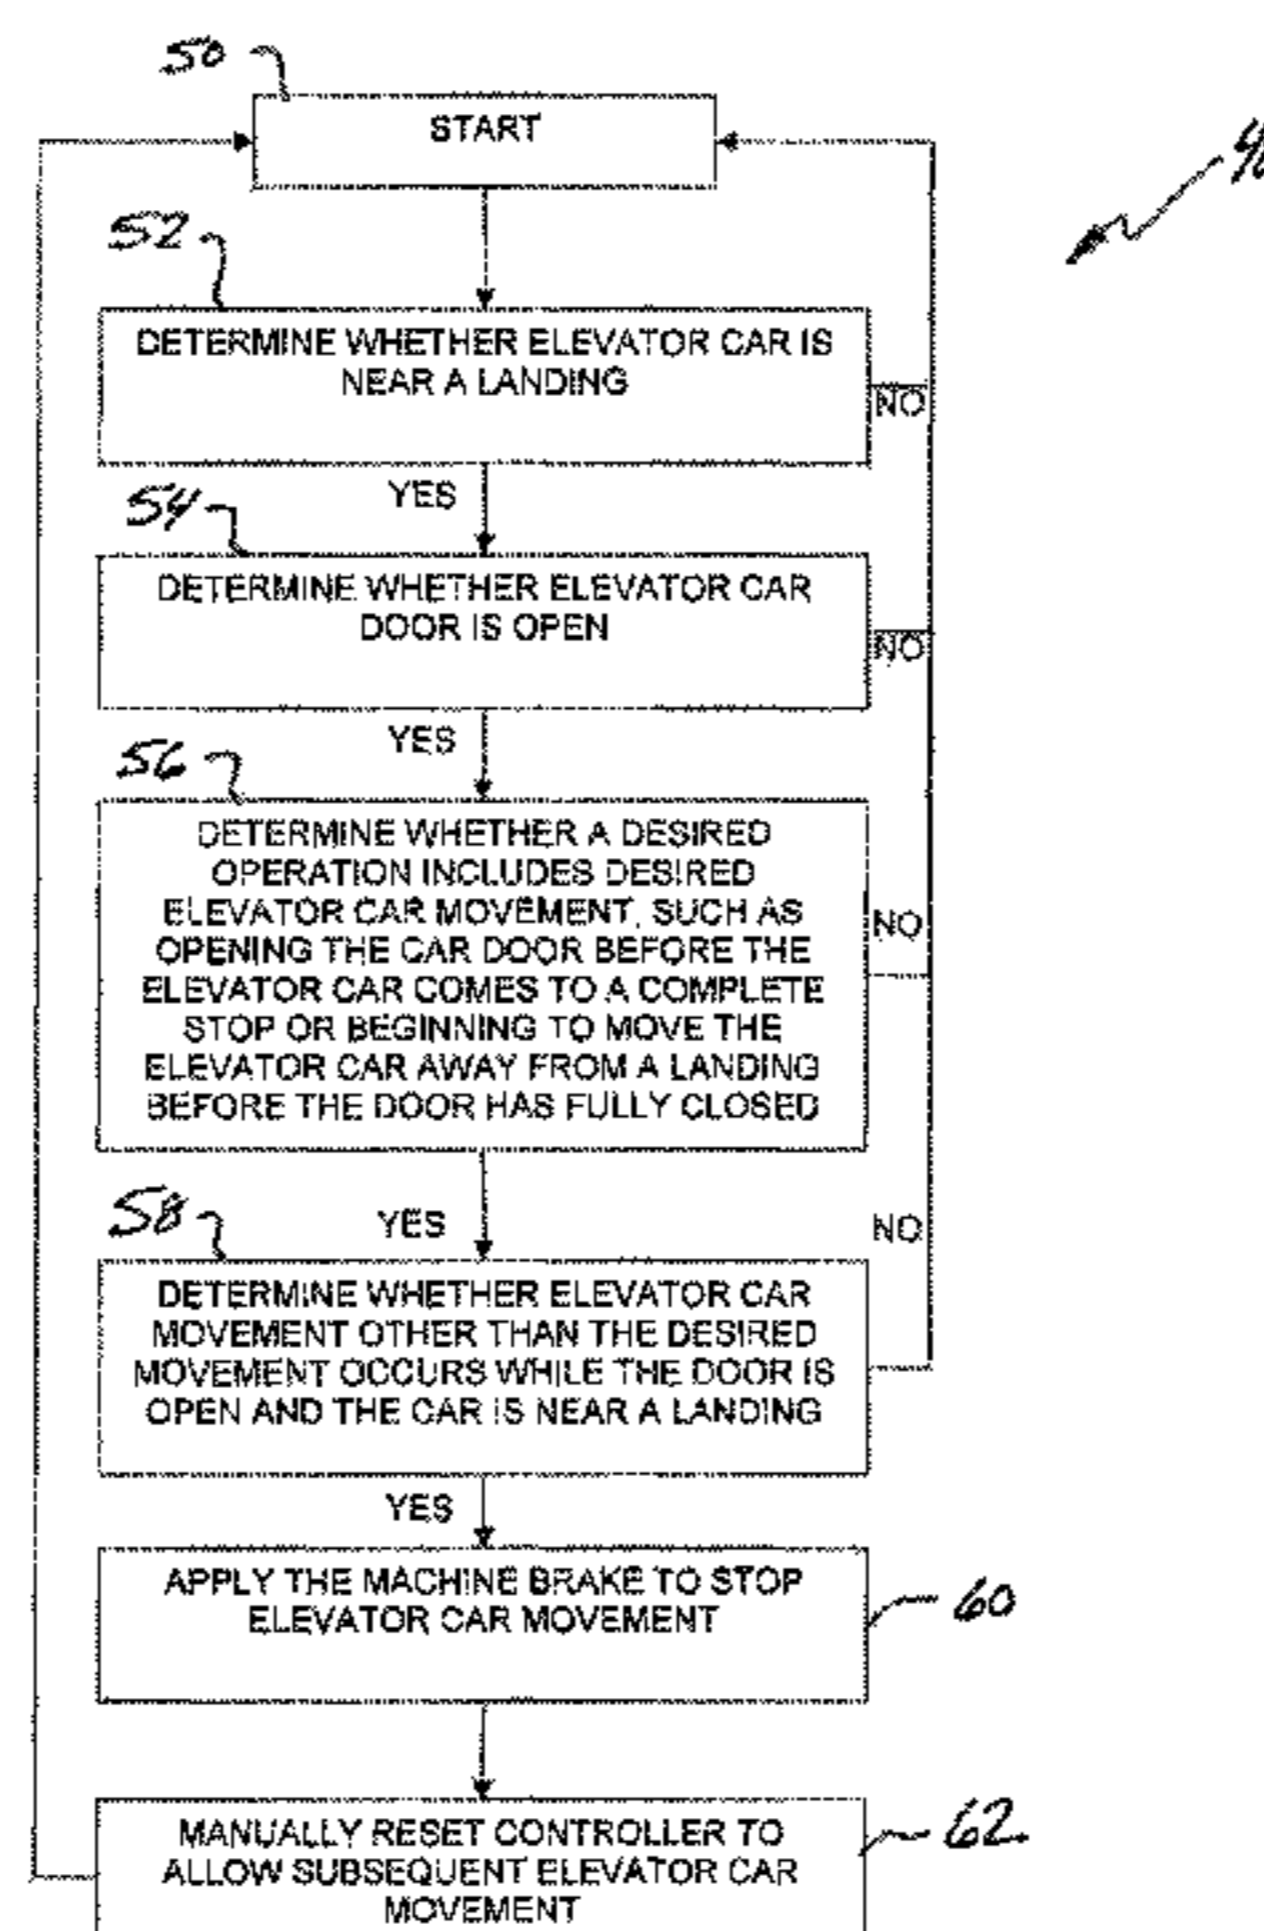 50
START
52
DETERMINE WHETHER ELEVATOR CAR IS
NEAR A LANDING
NO
YES
54
DETERMINE WHETHER ELEVATOR CAR
DOOR IS OPEN
NO
YES
56
DETERMINE WHETHER A DESIRED
OPERATION INCLUDES DESIRED
ELEVATOR CAR MOVEMENT, SUCH AS
OPENING THE CAR DOOR BEFORE THE
ELEVATOR CAR COMES TO A COMPLETE
STOP OR BEGINNING TO MOVE THE
ELEVATOR CAR AWAY FROM A LANDING
BEFORE THE DOOR HAS FULLY CLOSED
NO
YES
58
DETERMINE WHETHER ELEVATOR CAR
MOVEMENT OTHER THAN THE DESIRED
MOVEMENT OCCURS WHILE THE DOOR IS
OPEN AND THE CAR IS NEAR A LANDING
NO
YES
APPLY THE MACHINE BRAKE TO STOP
ELEVATOR CAR MOVEMENT
60
MANUALLY RESET CONTROLLER TO
ALLOW SUBSEQUENT ELEVATOR CAR
MOVEMENT
62